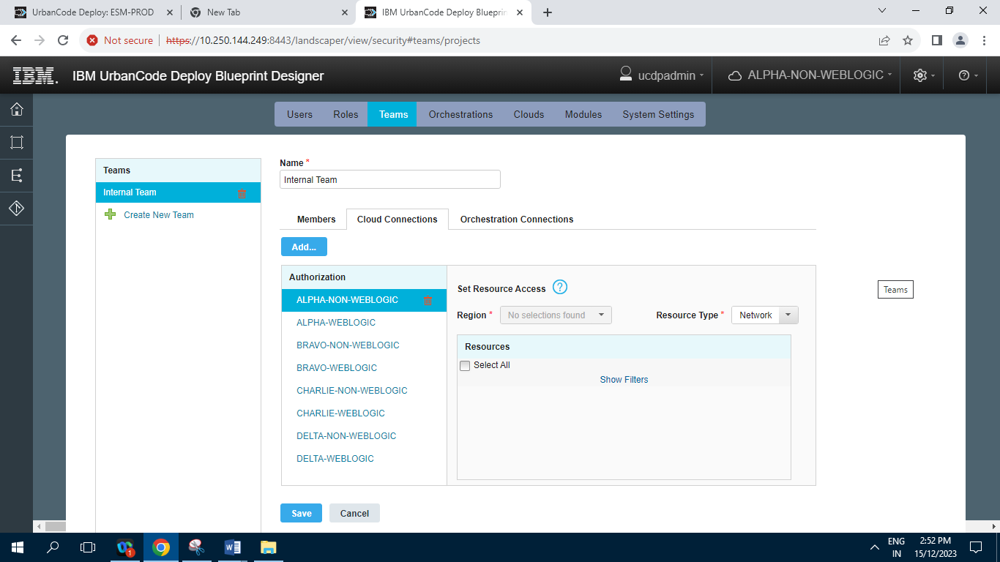 UrbanCode Deploy: ESM-PROD
New Tab
IBM UrbanCode Deploy Blueprin
Not secure https://10.250.144.249:8443/landscaper/view/security#teams/projects
IBM. IBM UrbanCode Deploy Blueprint Designer
ucdpadmin
ALPHA-NON-WEBLOGIC
Users Roles Teams Orchestrations Clouds Modules System Settings
Teams
Internal Team
Create New Team
Name *
Internal Team
Members Cloud Connections Orchestration Connections
Add...
Authorization
ALPHA-NON-WEBLOGIC
ALPHA-WEBLOGIC
BRAVO-NON-WEBLOGIC
BRAVO-WEBLOGIC
CHARLIE-NON-WEBLOGIC
CHARLIE-WEBLOGIC
DELTA-NON-WEBLOGIC
DELTA-WEBLOGIC
Set Resource Access ?
Region * No selections found
Resource Type * Network
Resources
Select All
Show Filters
Teams
Save Cancel
1
ENG
IN
2:52 PM
15/12/2023